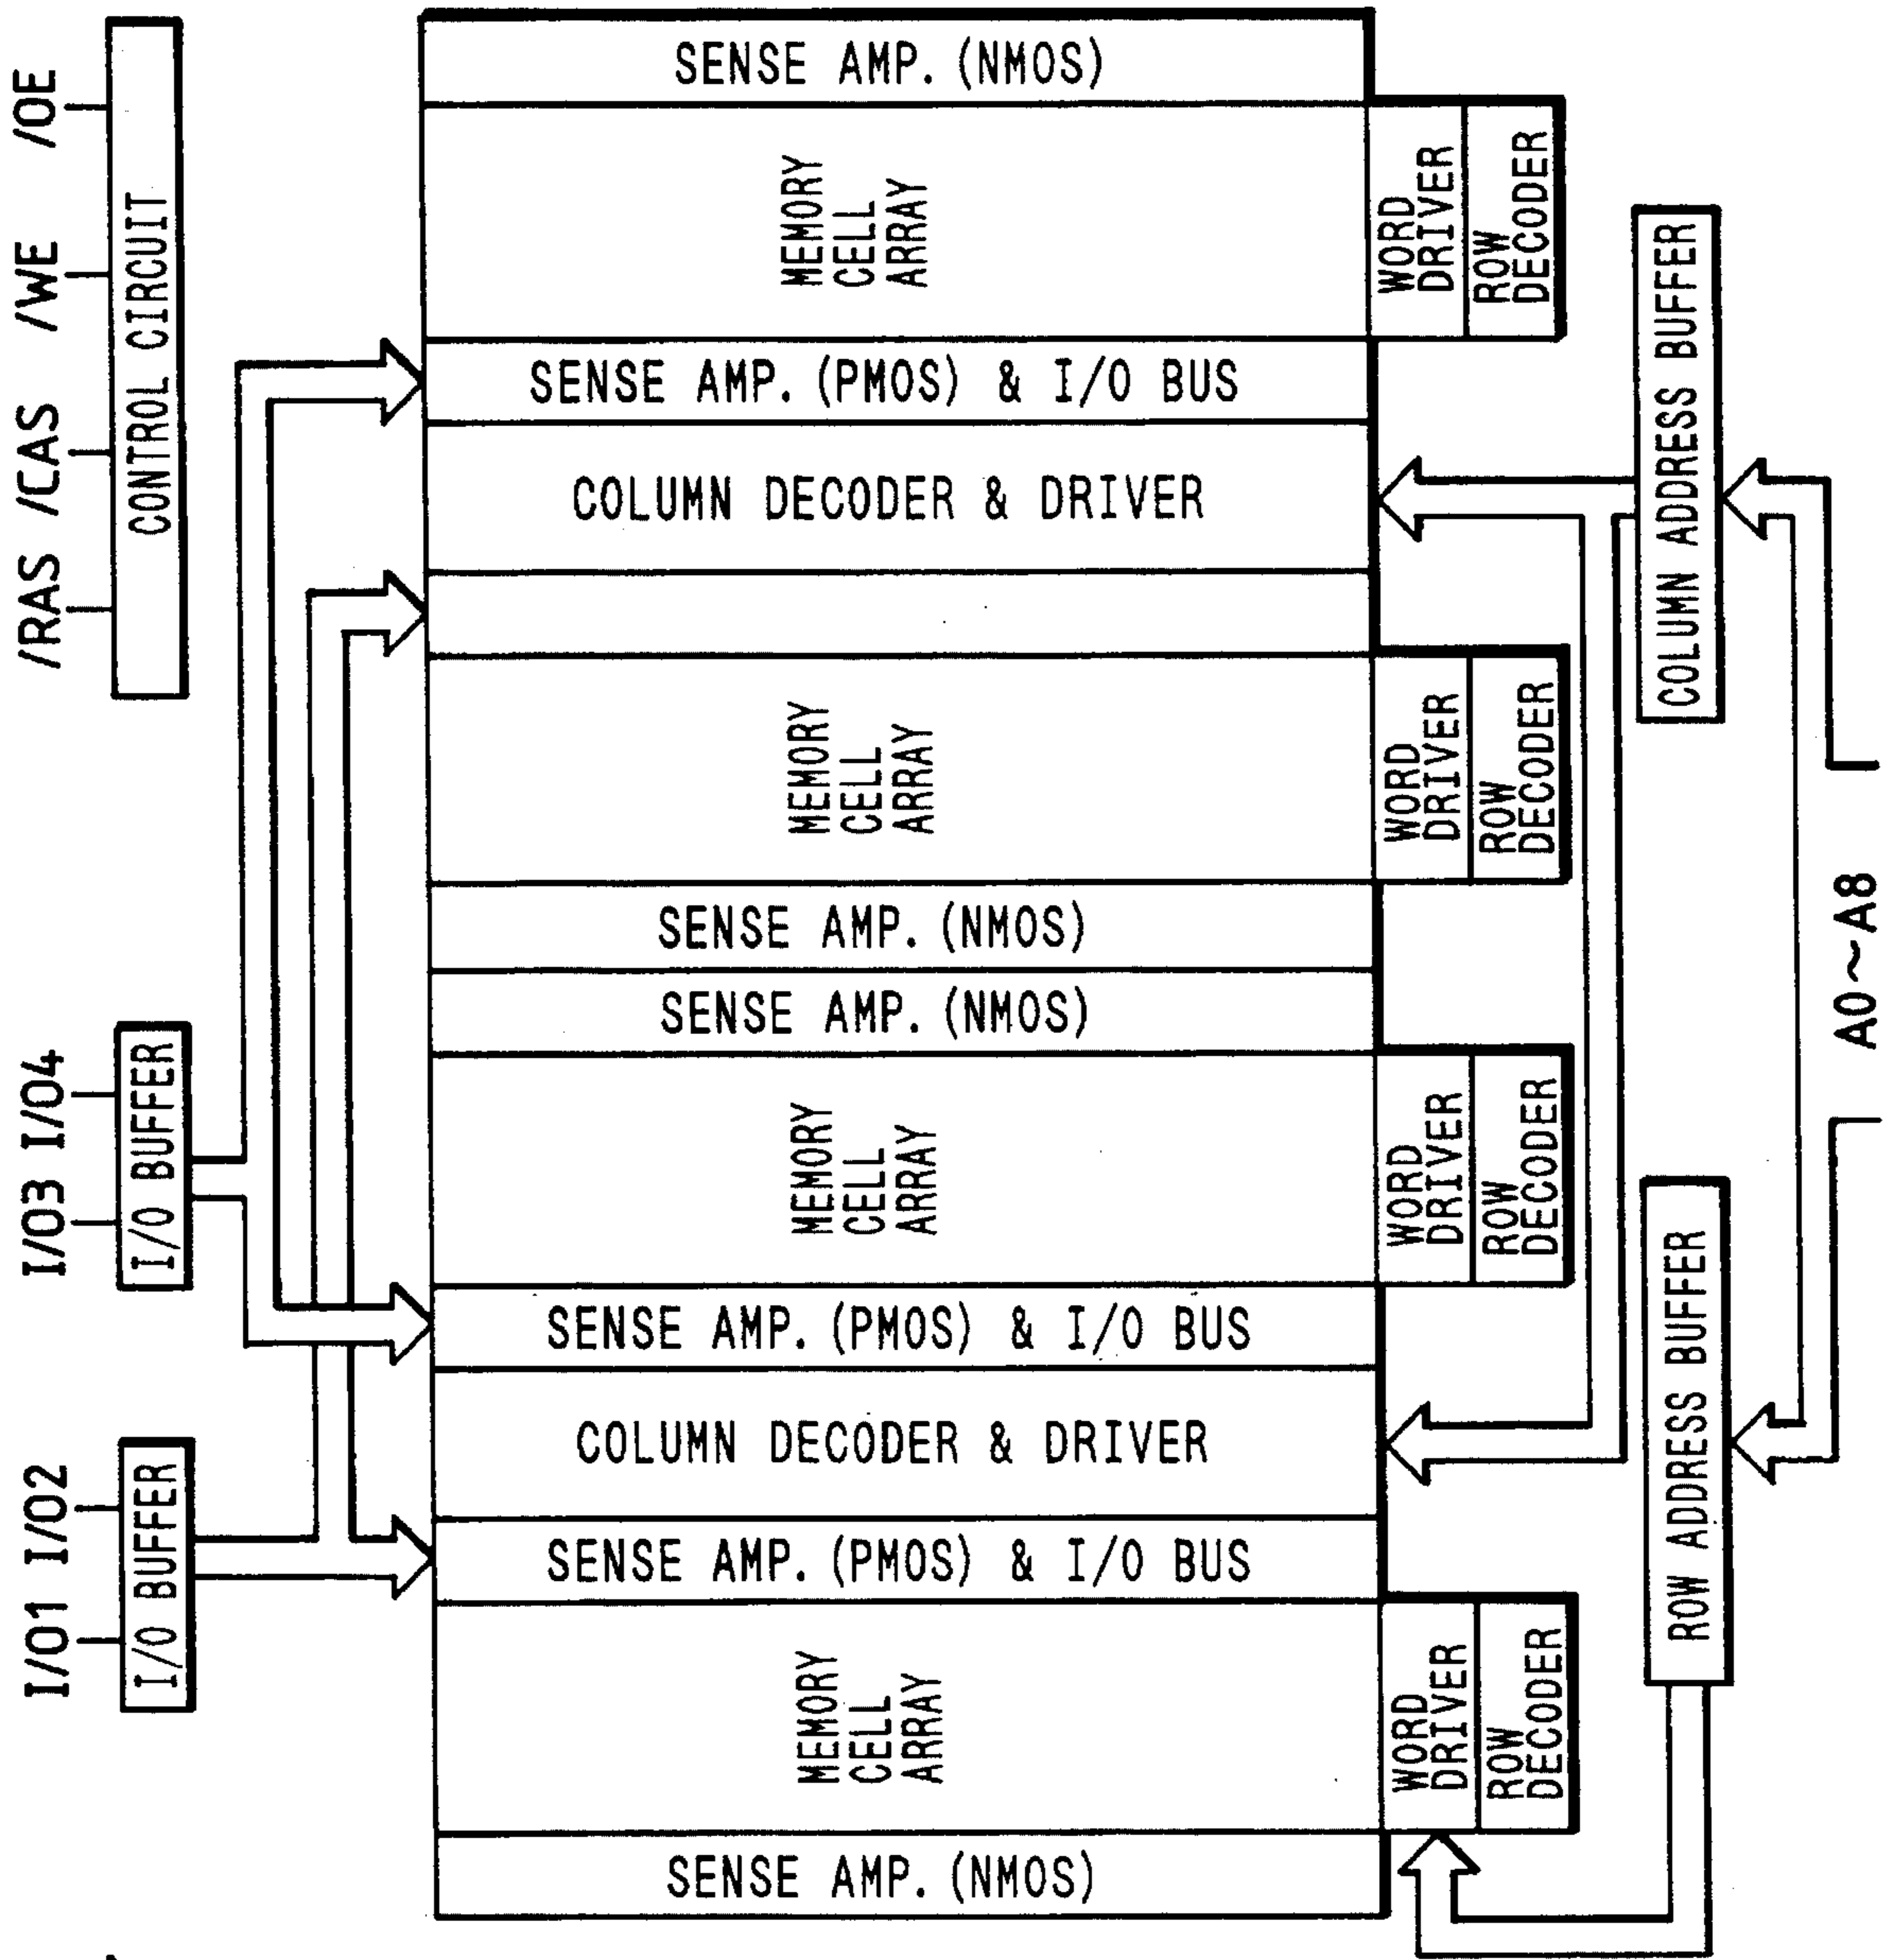 /RAS /CAS /WE /OE
CONTROL CIRCUIT
I/O3 I/O4
I/O BUFFER
I/O1 I/O2
I/O BUFFER
SENSE AMP. (NMOS)
MEMORY
CELL
ARRAY
WORD
DRIVER
ROW
DECODER
SENSE AMP. (PMOS) & I/O BUS
COLUMN DECODER & DRIVER
MEMORY
CELL
ARRAY
WORD
DRIVER
ROW
DECODER
SENSE AMP. (NMOS)
SENSE AMP. (NMOS)
MEMORY
CELL
ARRAY
WORD
DRIVER
ROW
DECODER
SENSE AMP. (PMOS) & I/O BUS
COLUMN DECODER & DRIVER
SENSE AMP. (PMOS) & I/O BUS
MEMORY
CELL
ARRAY
WORD
DRIVER
ROW
DECODER
SENSE AMP. (NMOS)
COLUMN ADDRESS BUFFER
ROW ADDRESS BUFFER
A0~A8